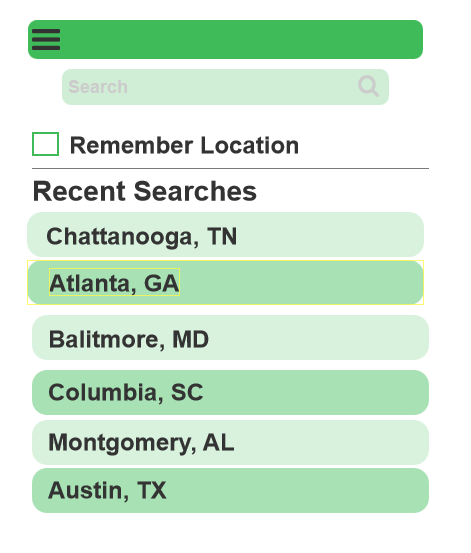 Search
Remember Location
Recent Searches
Chattanooga, TN
Atlanta, GA
Balitmore, MD
Columbia, SC
Montgomery, AL
Austin, TX